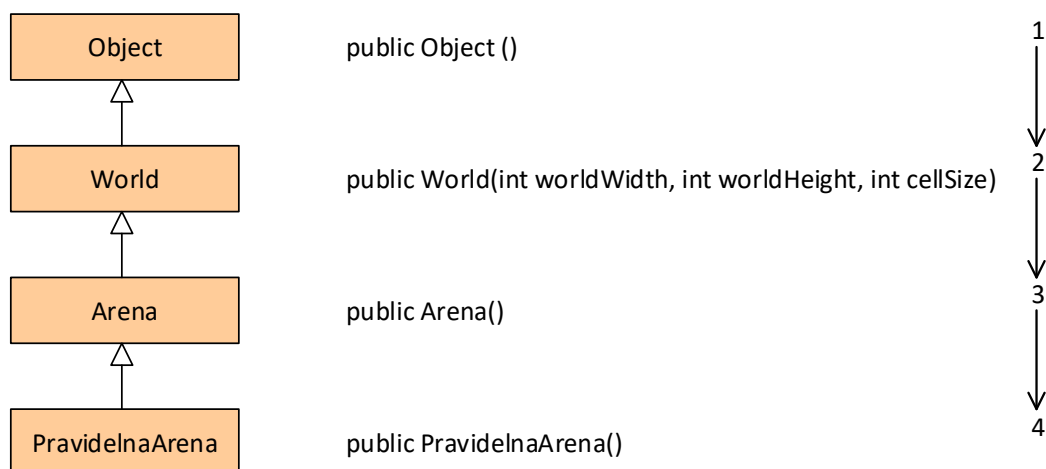 Object public Object () 1
World public World(int worldWidth, int worldHeight, int cellSize) 2
Arena public Arena() 3
PravidelnaArena public PravidelnaArena() 4